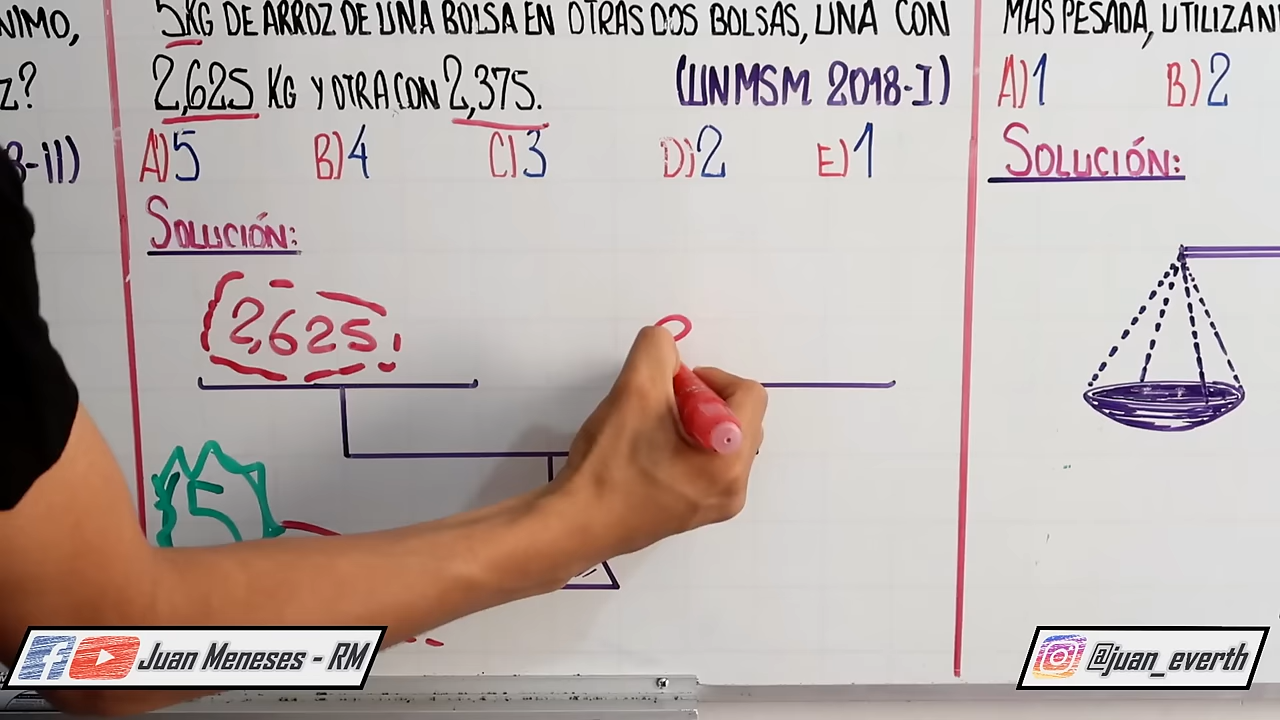 NIMO,
Z?
8-II)
5KG DE ARROZ DE UNA BOLSA EN OTRAS DOS BOLSAS, UNA CON
2,625 KG Y OTRA CON 2,375.
(UNMSM 2018-I)
A) 5 B) 4 C) 3 D) 2 E) 1
SOLUCIÓN:
2,625
5
MAS PESADA, UTILIZAN
A) 1 B) 2
SOLUCIÓN:
Juan Meneses - RM
@juan_everth